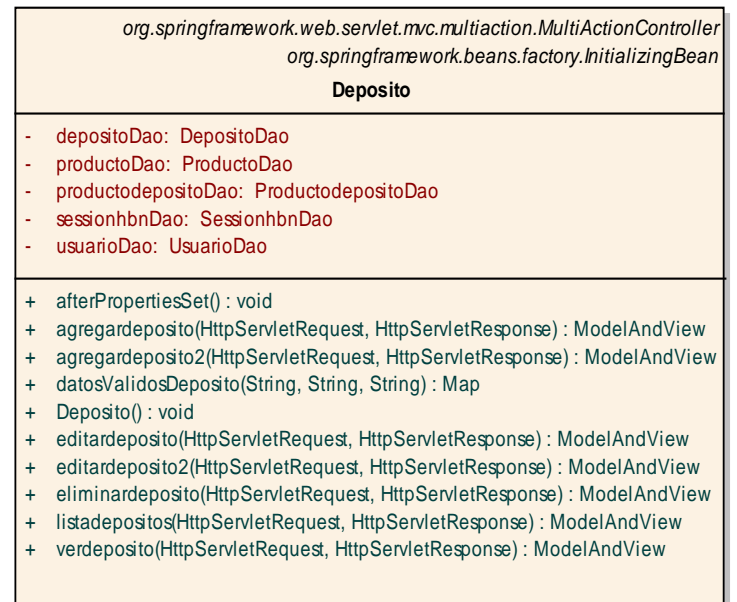 org.springframework.web.servlet.mvc.multiaction.MultiActionController
org.springframework.beans.factory.InitializingBean
Deposito
- depositoDao: DepositoDao
- productoDao: ProductoDao
- productodepositoDao: ProductodepositoDao
- sessionhbnDao: SessionhbnDao
- usuarioDao: UsuarioDao
+ afterPropertiesSet() : void
+ agregardeposito(HttpServletRequest, HttpServletResponse) : ModelAndView
+ agregardeposito2(HttpServletRequest, HttpServletResponse) : ModelAndView
+ datosValidosDeposito(String, String, String) : Map
+ Deposito() : void
+ editardeposito(HttpServletRequest, HttpServletResponse) : ModelAndView
+ editardeposito2(HttpServletRequest, HttpServletResponse) : ModelAndView
+ eliminardeposito(HttpServletRequest, HttpServletResponse) : ModelAndView
+ listadepositos(HttpServletRequest, HttpServletResponse) : ModelAndView
+ verdeposito(HttpServletRequest, HttpServletResponse) : ModelAndView